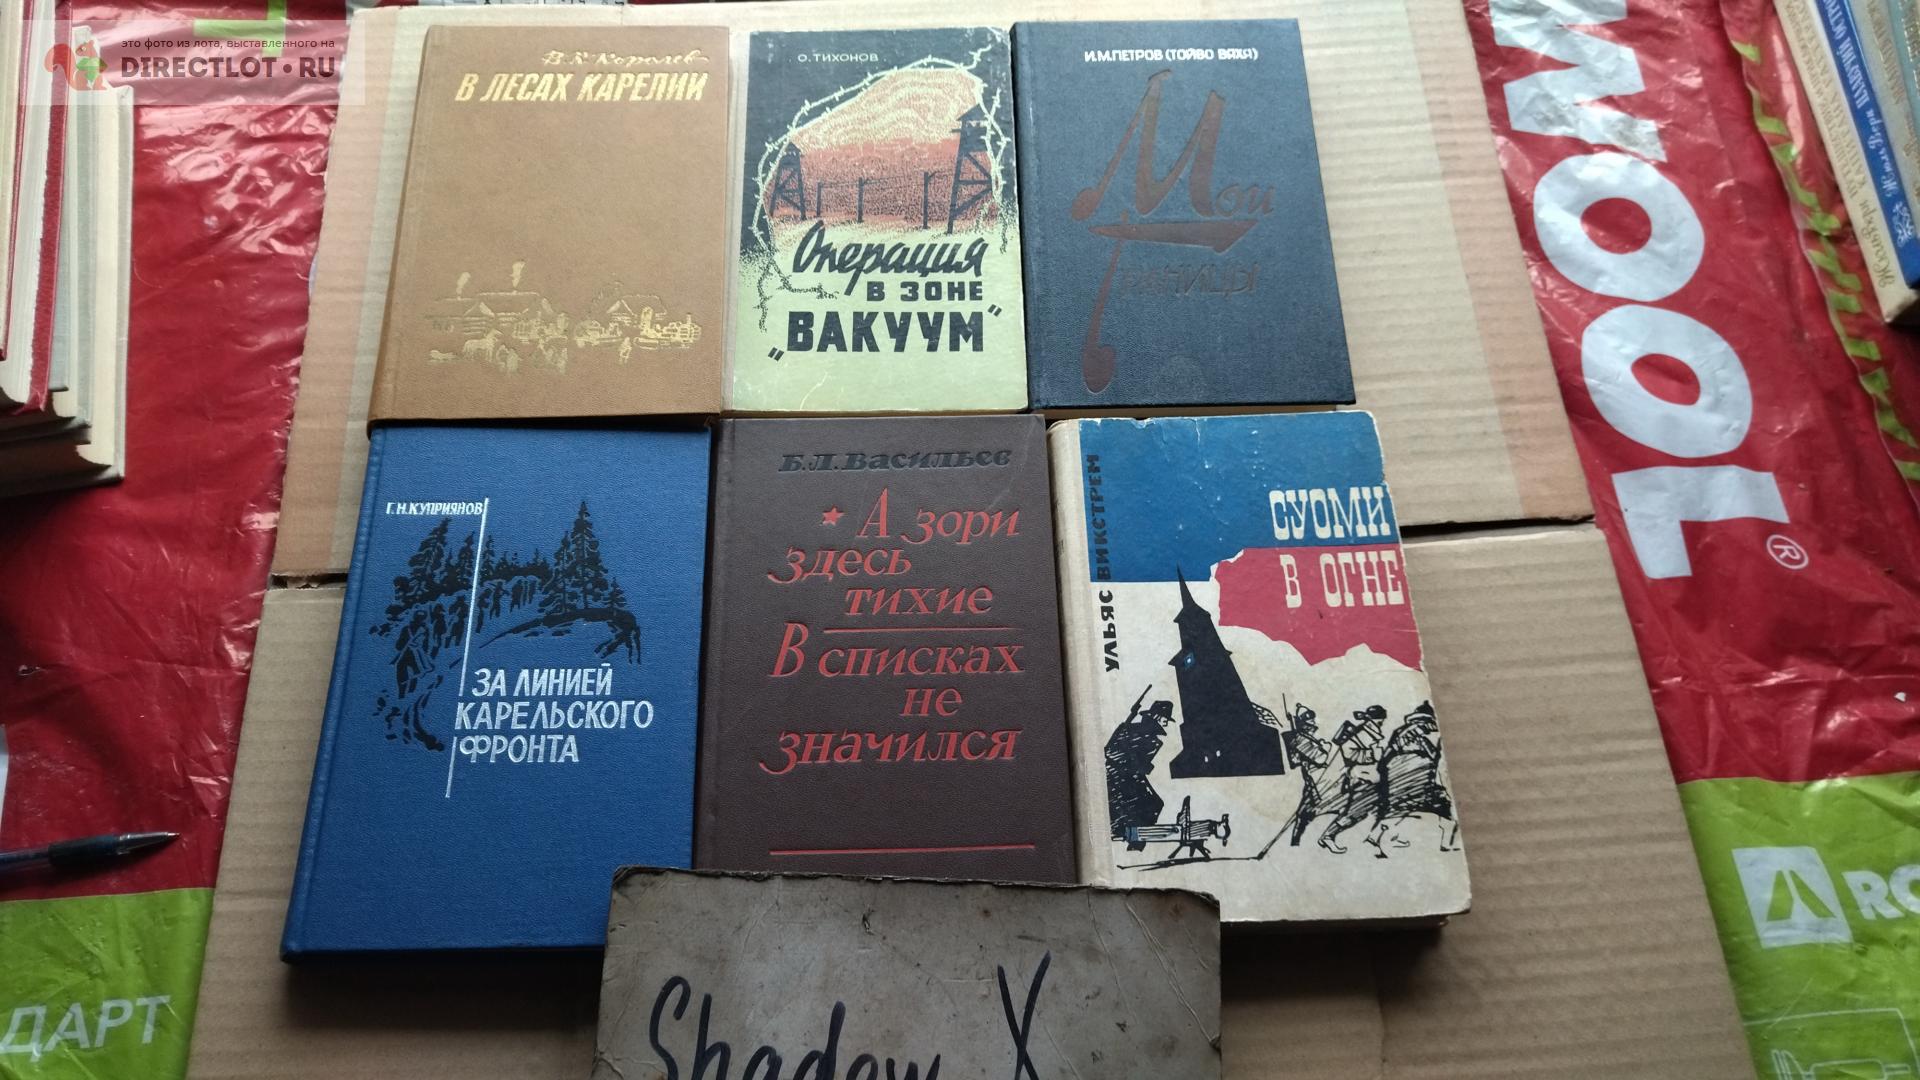 это фото из лота, выставленного на
DIRECTLOT.RU
В.К. Королев
В ЛЕСАХ КАРЕЛИИ
О. ТИХОНОВ
Операция
В ЗОНЕ
„ВАКУУМ"
И.М.ПЕТРОВ (ТОЙВО ВЯХЯ)
Мои
Границы
Г.Н.КУПРИЯНОВ
ЗА ЛИНИЕЙ
КАРЕЛЬСКОГО
ФРОНТА
Б.Л.Васильев
А зори
здесь
тихие
В списках
не
значился
УЛЬЯС ВИКСТРЕМ
СУОМИ
В ОГНЕ
Shadow X
ДАРТ
®
Жюль Верн